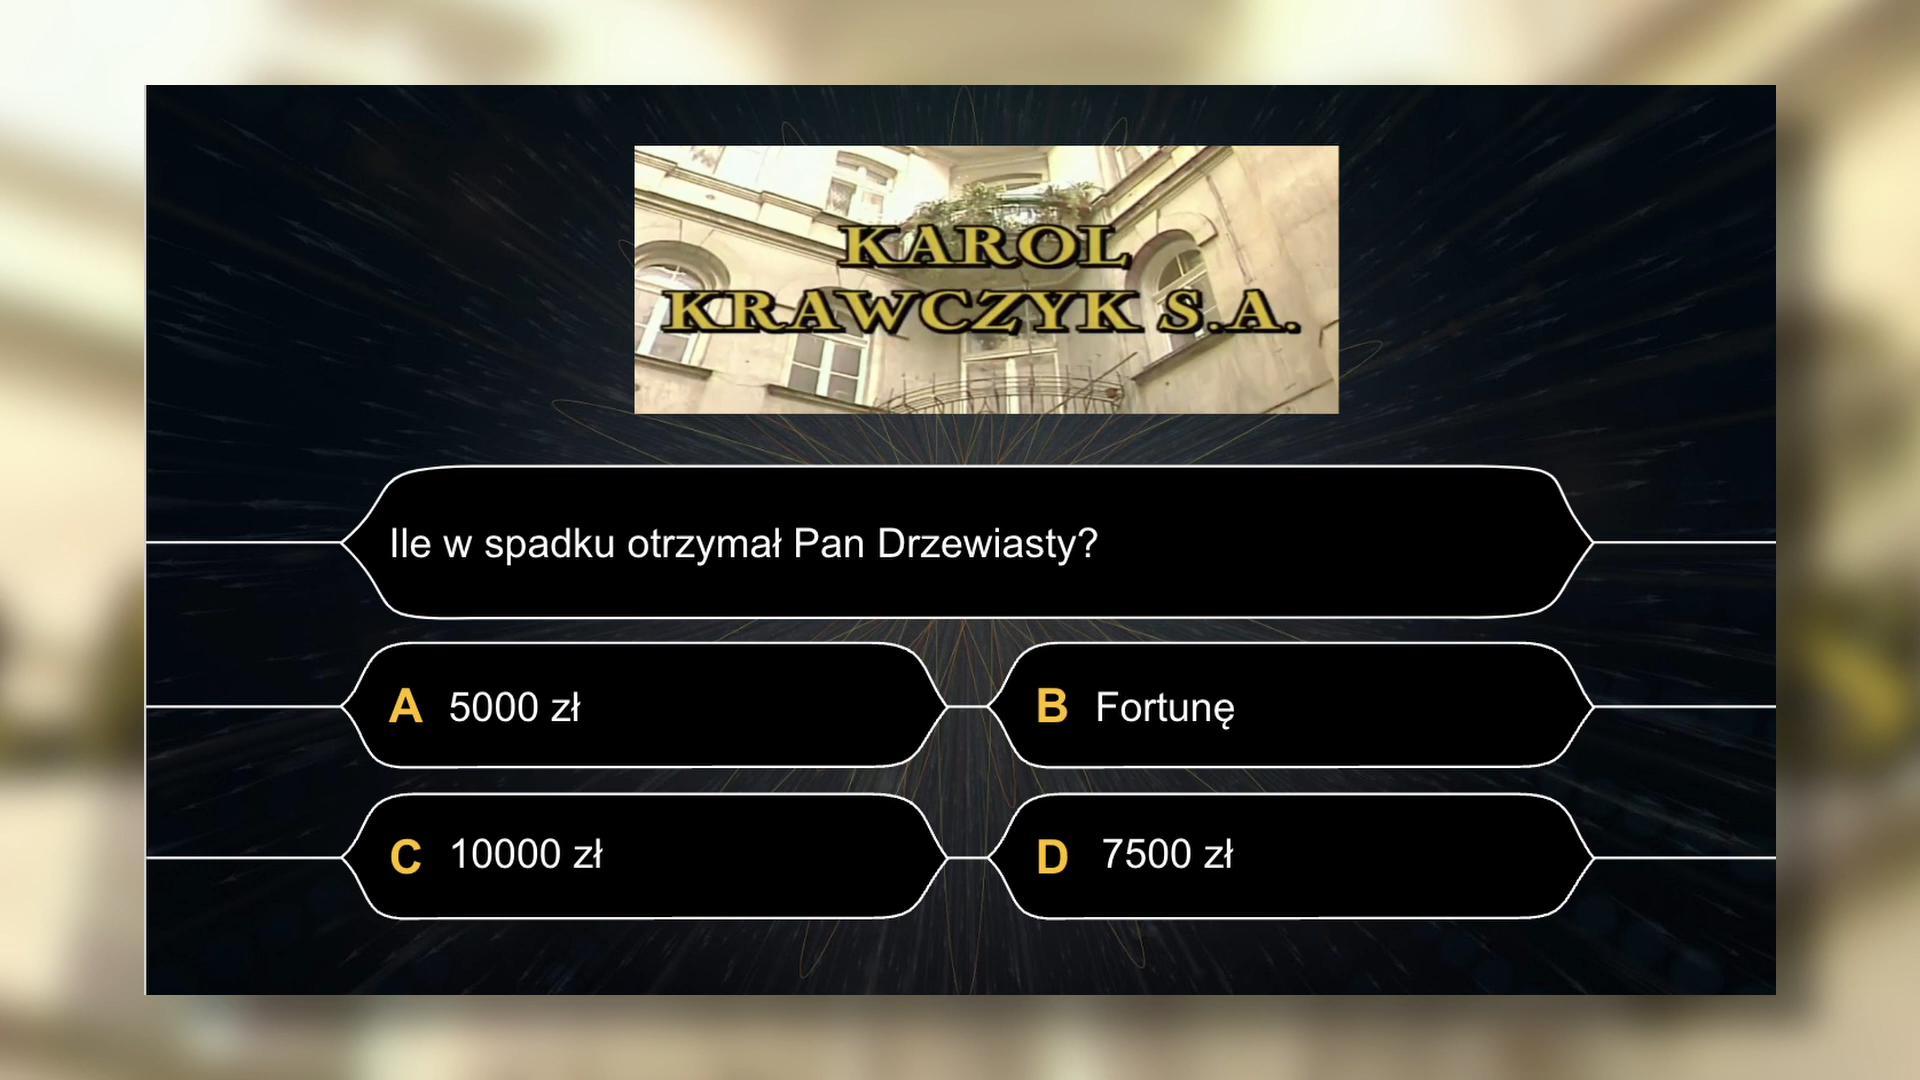 KAROL
KRAWCZYK S.A.
Ile w spadku otrzymał Pan Drzewiasty?
A 5000 zł
B Fortunę
C 10000 zł
D 7500 zł